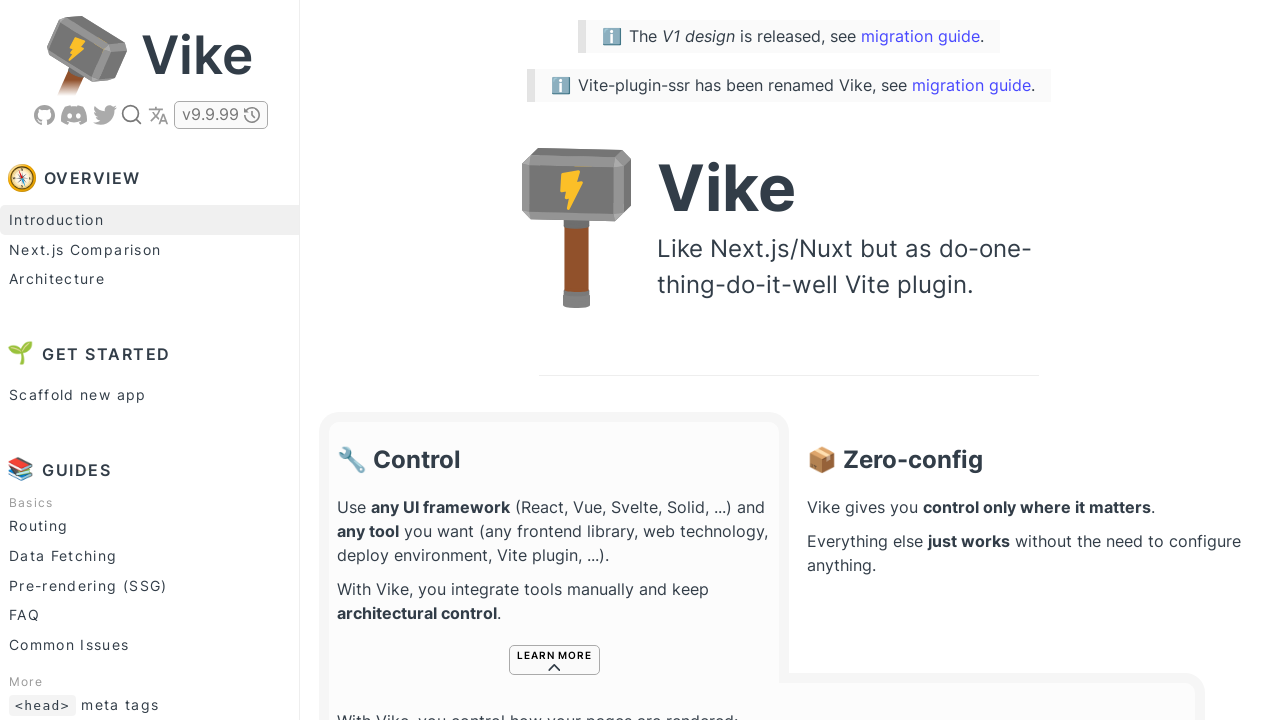 Vike
v9.9.99
OVERVIEW
Introduction
Next.js Comparison
Architecture
GET STARTED
Scaffold new app
GUIDES
Basics
Routing
Data Fetching
Pre-rendering (SSG)
FAQ
Common Issues
More
<head> meta tags
The V1 design is released, see migration guide.
Vite-plugin-ssr has been renamed Vike, see migration guide.
Vike
Like Next.js/Nuxt but as do-one-
thing-do-it-well Vite plugin.
Control
Use any UI framework (React, Vue, Svelte, Solid, ...) and
any tool you want (any frontend library, web technology,
deploy environment, Vite plugin, ...).
With Vike, you integrate tools manually and keep
architectural control.
LEARN MORE
With Vike, you control how your pages are rendered:
Zero-config
Vike gives you control only where it matters.
Everything else just works without the need to configure
anything.